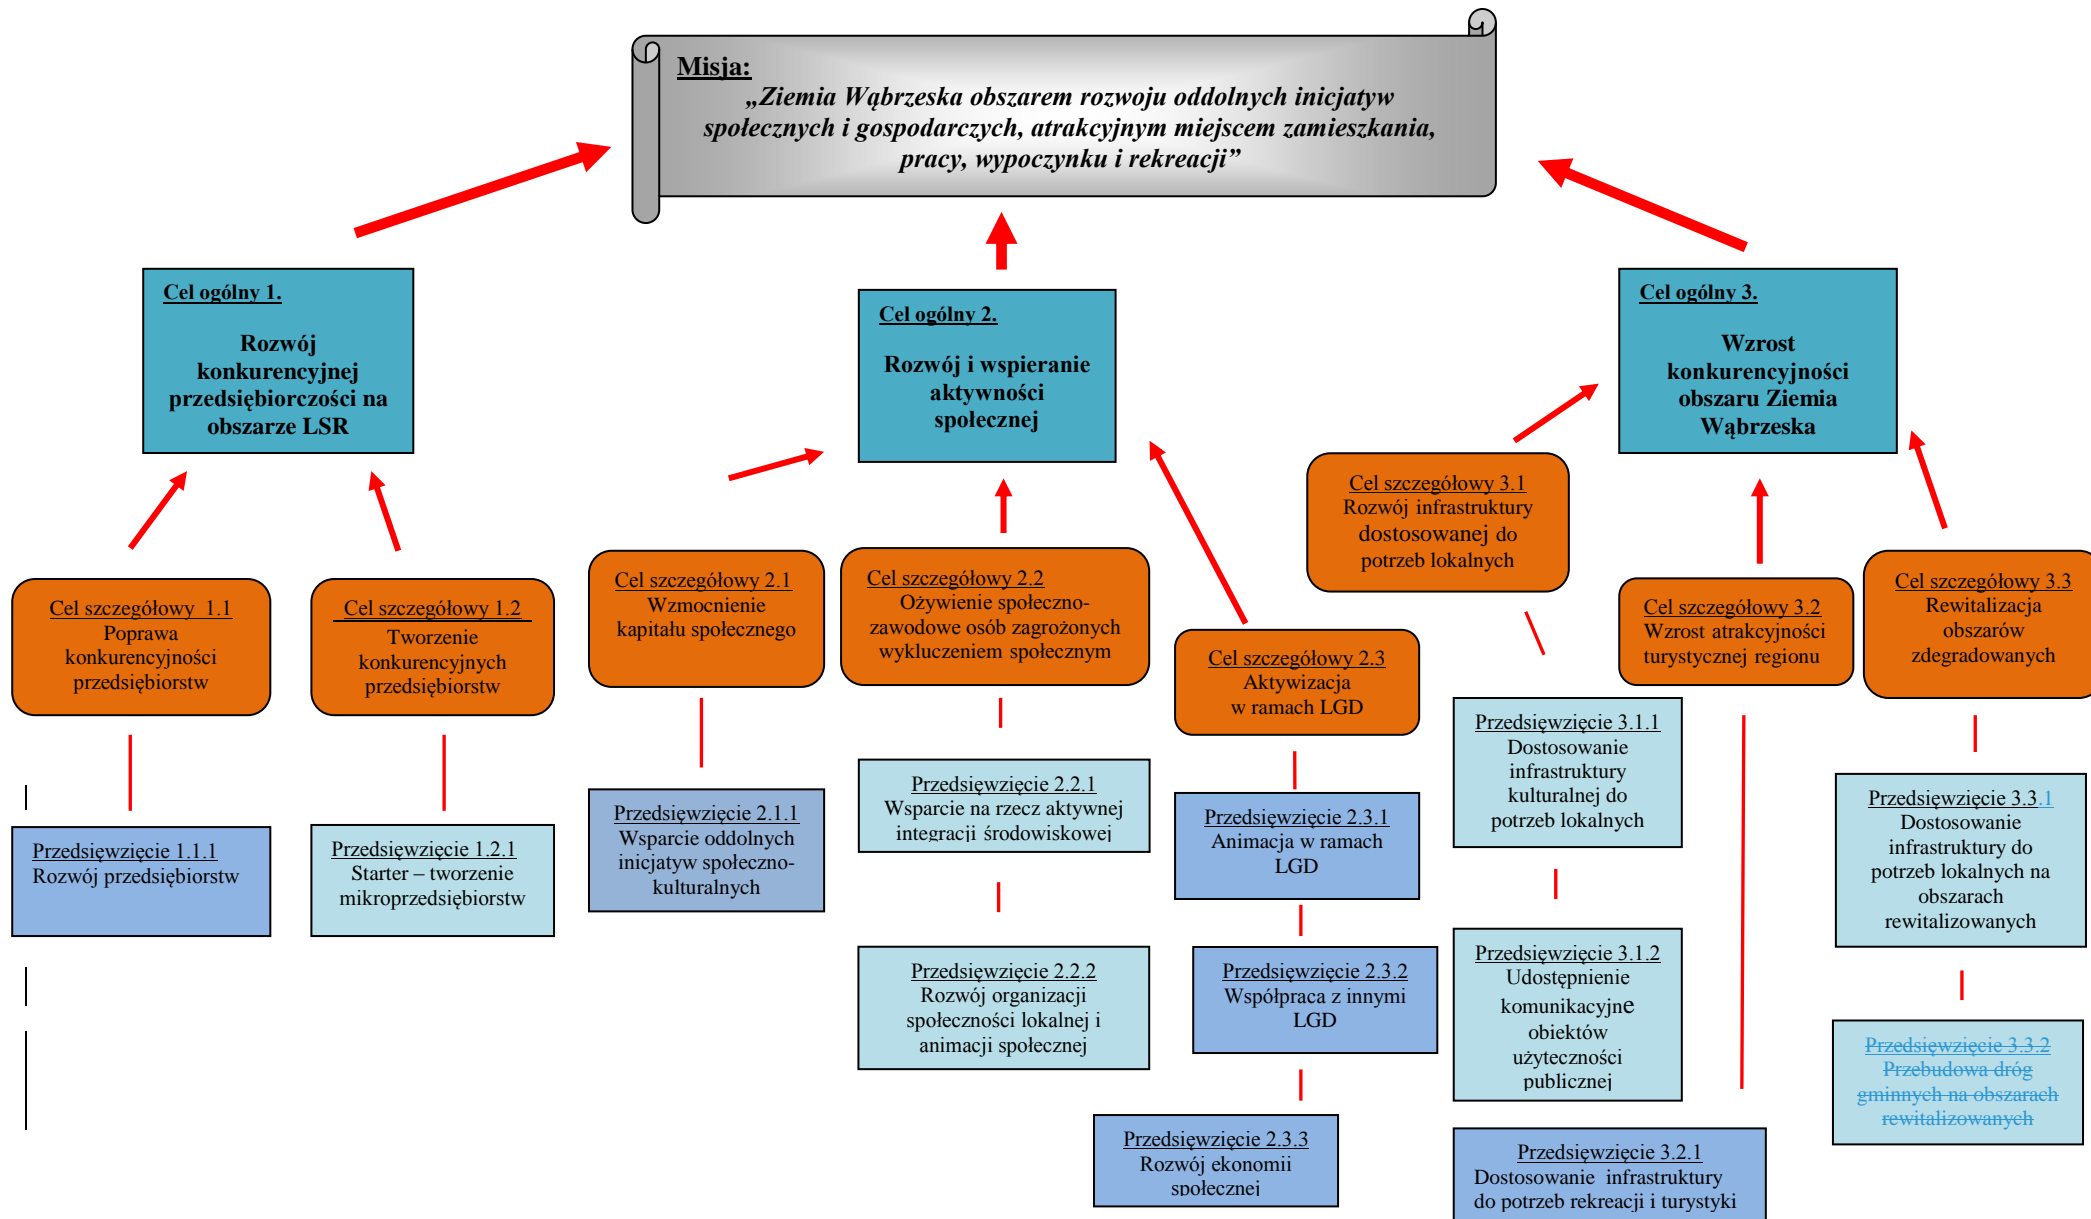 Misja:
„Ziemia Wąbrzeska obszarem rozwoju oddolnych inicjatyw
społecznych i gospodarczych, atrakcyjnym miejscem zamieszkania,
pracy, wypoczynku i rekreacji”
Cel ogólny 1.
Rozwój
konkurencyjnej
przedsiębiorczości na
obszarze LSR
Cel ogólny 2.
Rozwój i wspieranie
aktywności
społecznej
Cel ogólny 3.
Wzrost
konkurencyjności
obszaru Ziemia
Wąbrzeska
Cel szczegółowy 1.1
Poprawa
konkurencyjności
przedsiębiorstw
Cel szczegółowy 1.2
Tworzenie
konkurencyjnych
przedsiębiorstw
Cel szczegółowy 2.1
Wzmocnienie
kapitału społecznego
Cel szczegółowy 2.2
Ożywienie społeczno-
zawodowe osób zagrożonych
wykluczeniem społecznym
Cel szczegółowy 2.3
Aktywizacja
w ramach LGD
Cel szczegółowy 3.1
Rozwój infrastruktury
dostosowanej do
potrzeb lokalnych
Cel szczegółowy 3.2
Wzrost atrakcyjności
turystycznej regionu
Cel szczegółowy 3.3
Rewitalizacja
obszarów
zdegradowanych
Przedsięwzięcie 1.1.1
Rozwój przedsiębiorstw
Przedsięwzięcie 1.2.1
Starter – tworzenie
mikroprzedsiębiorstw
Przedsięwzięcie 2.1.1
Wsparcie oddolnych
inicjatyw społeczno-
kulturalnych
Przedsięwzięcie 2.2.1
Wsparcie na rzecz aktywnej
integracji środowiskowej
Przedsięwzięcie 2.2.2
Rozwój organizacji
społeczności lokalnej i
animacji społecznej
Przedsięwzięcie 2.3.1
Animacja w ramach
LGD
Przedsięwzięcie 2.3.2
Współpraca z innymi
LGD
Przedsięwzięcie 2.3.3
Rozwój ekonomii
społecznej
Przedsięwzięcie 3.1.1
Dostosowanie
infrastruktury
kulturalnej do
potrzeb lokalnych
Przedsięwzięcie 3.1.2
Udostępnienie
komunikacyjne
obiektów
użyteczności
publicznej
Przedsięwzięcie 3.2.1
Dostosowanie infrastruktury
do potrzeb rekreacji i turystyki
Przedsięwzięcie 3.3.1
Dostosowanie
infrastruktury do
potrzeb lokalnych na
obszarach
rewitalizowanych
Przedsięwzięcie 3.3.2
Przebudowa dróg
gminnych na obszarach
rewitalizowanych